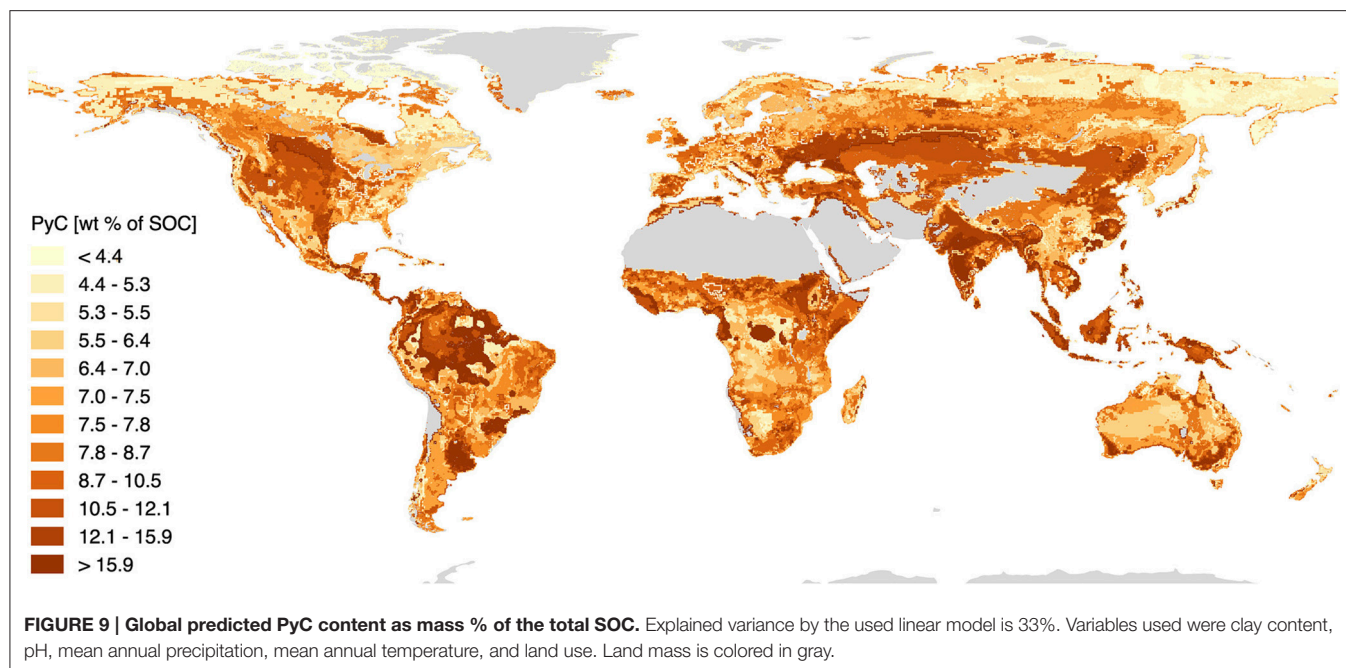 PyC [wt % of SOC]
< 4.4
4.4 - 5.3
5.3 - 5.5
5.5 - 6.4
6.4 - 7.0
7.0 - 7.5
7.5 - 7.8
7.8 - 8.7
8.7 - 10.5
10.5 - 12.1
12.1 - 15.9
> 15.9
FIGURE 9 | Global predicted PyC content as mass % of the total SOC. Explained variance by the used linear model is 33%. Variables used were clay content,
pH, mean annual precipitation, mean annual temperature, and land use. Land mass is colored in gray.